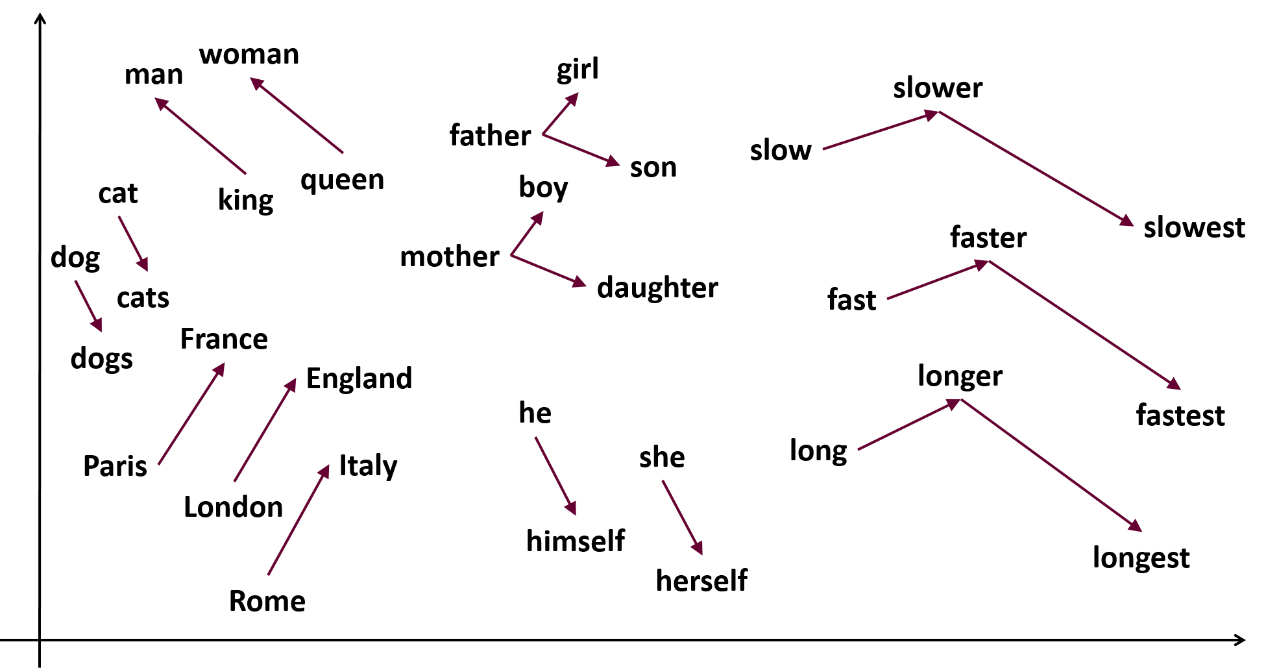 woman
man
king
queen
cat
dog
cats
dogs
France
England
Paris
London
Italy
Rome
girl
father
son
boy
mother
daughter
he
she
himself
herself
slower
slow
slowest
faster
fast
fastest
longer
long
longest